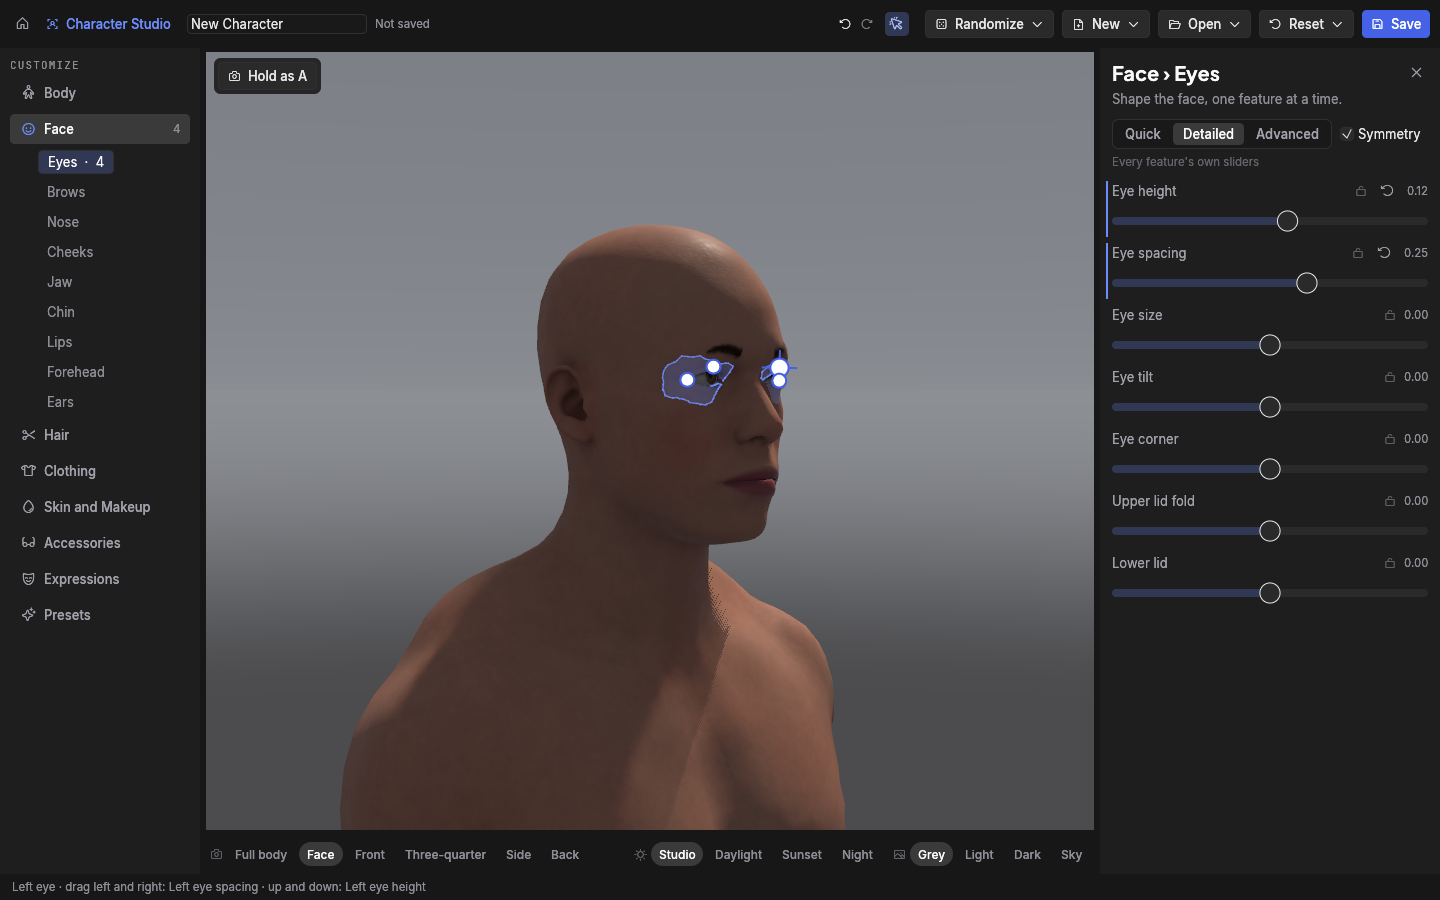 Character Studio New Character Not saved Randomize New Open Reset Save
CUSTOMIZE
Body
Face 4
Eyes · 4
Brows
Nose
Cheeks
Jaw
Chin
Lips
Forehead
Ears
Hair
Clothing
Skin and Makeup
Accessories
Expressions
Presets
Hold as A
Full body Face Front Three-quarter Side Back Studio Daylight Sunset Night Grey Light Dark Sky
Face › Eyes
Shape the face, one feature at a time.
Quick Detailed Advanced Symmetry
Every feature's own sliders
Eye height 0.12
Eye spacing 0.25
Eye size 0.00
Eye tilt 0.00
Eye corner 0.00
Upper lid fold 0.00
Lower lid 0.00
Left eye · drag left and right: Left eye spacing · up and down: Left eye height